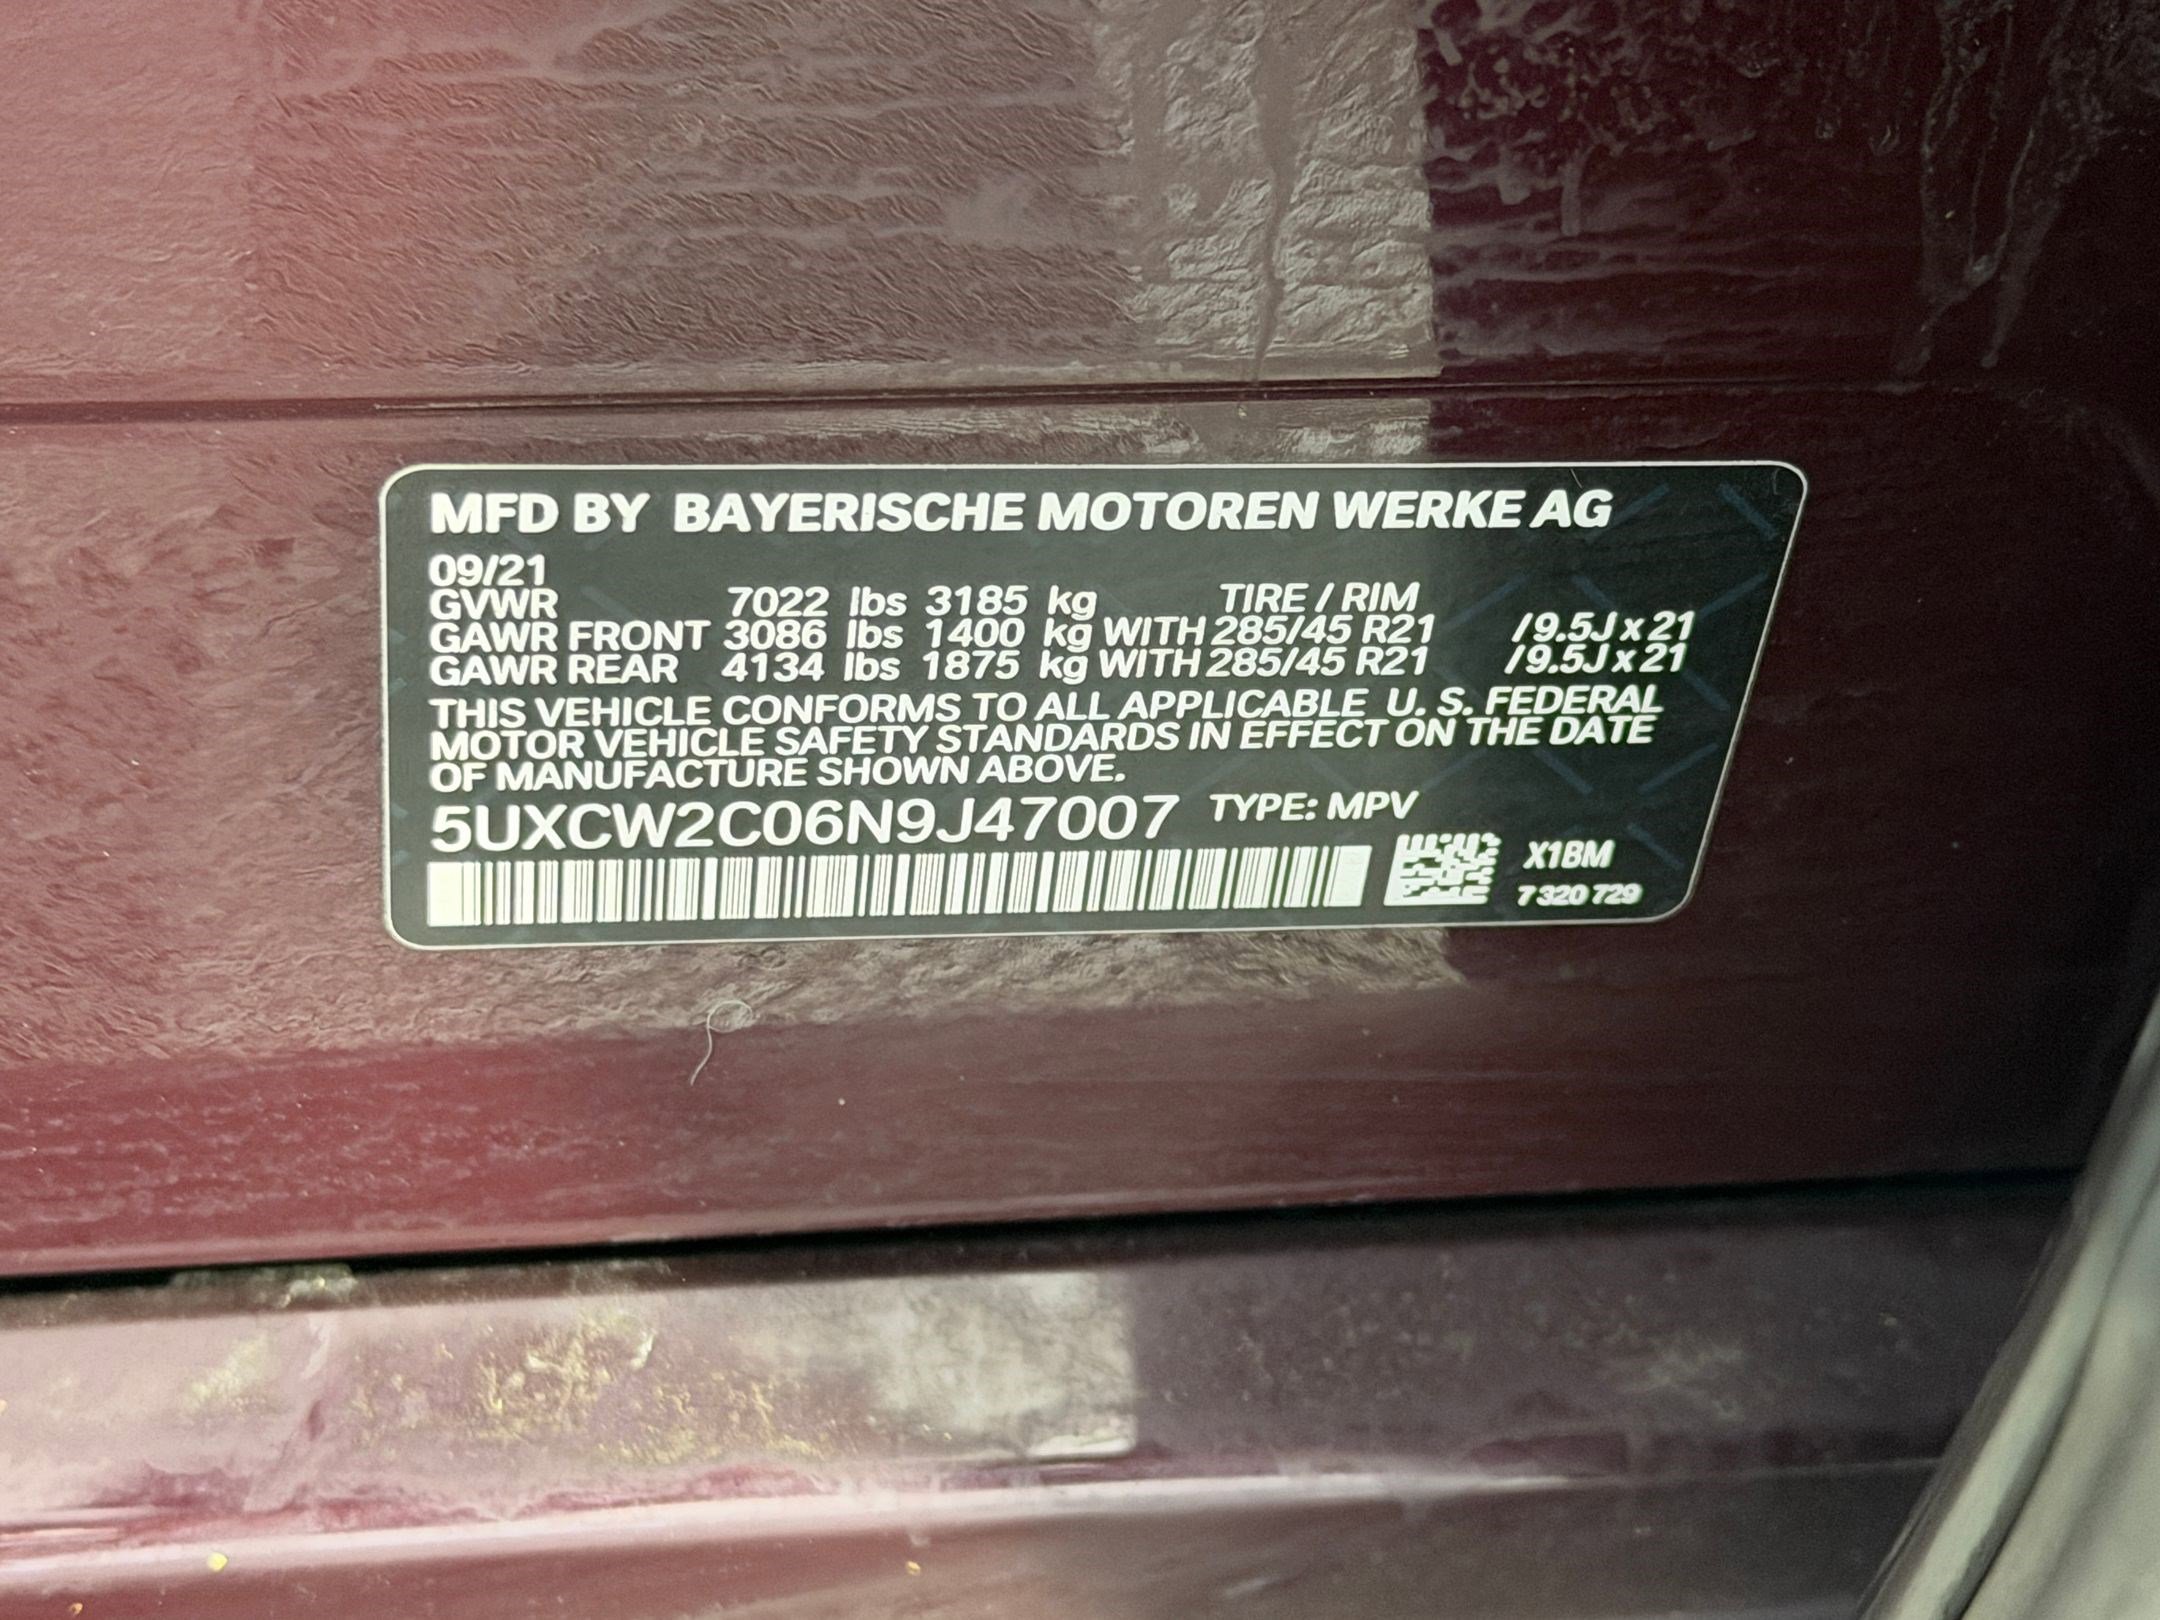 MFD BY BAYERISCHE MOTOREN WERKE AG
09/21
GVWR 7022 lbs 3185 kg TIRE / RIM
GAWR FRONT 3086 lbs 1400 kg WITH 285/45 R21 /9.5J x 21
GAWR REAR 4134 lbs 1875 kg WITH 285/45 R21 /9.5J x 21
THIS VEHICLE CONFORMS TO ALL APPLICABLE U. S. FEDERAL
MOTOR VEHICLE SAFETY STANDARDS IN EFFECT ON THE DATE
OF MANUFACTURE SHOWN ABOVE.
5UXCW2C06N9J47007 TYPE: MPV
X1BM
7 320 729